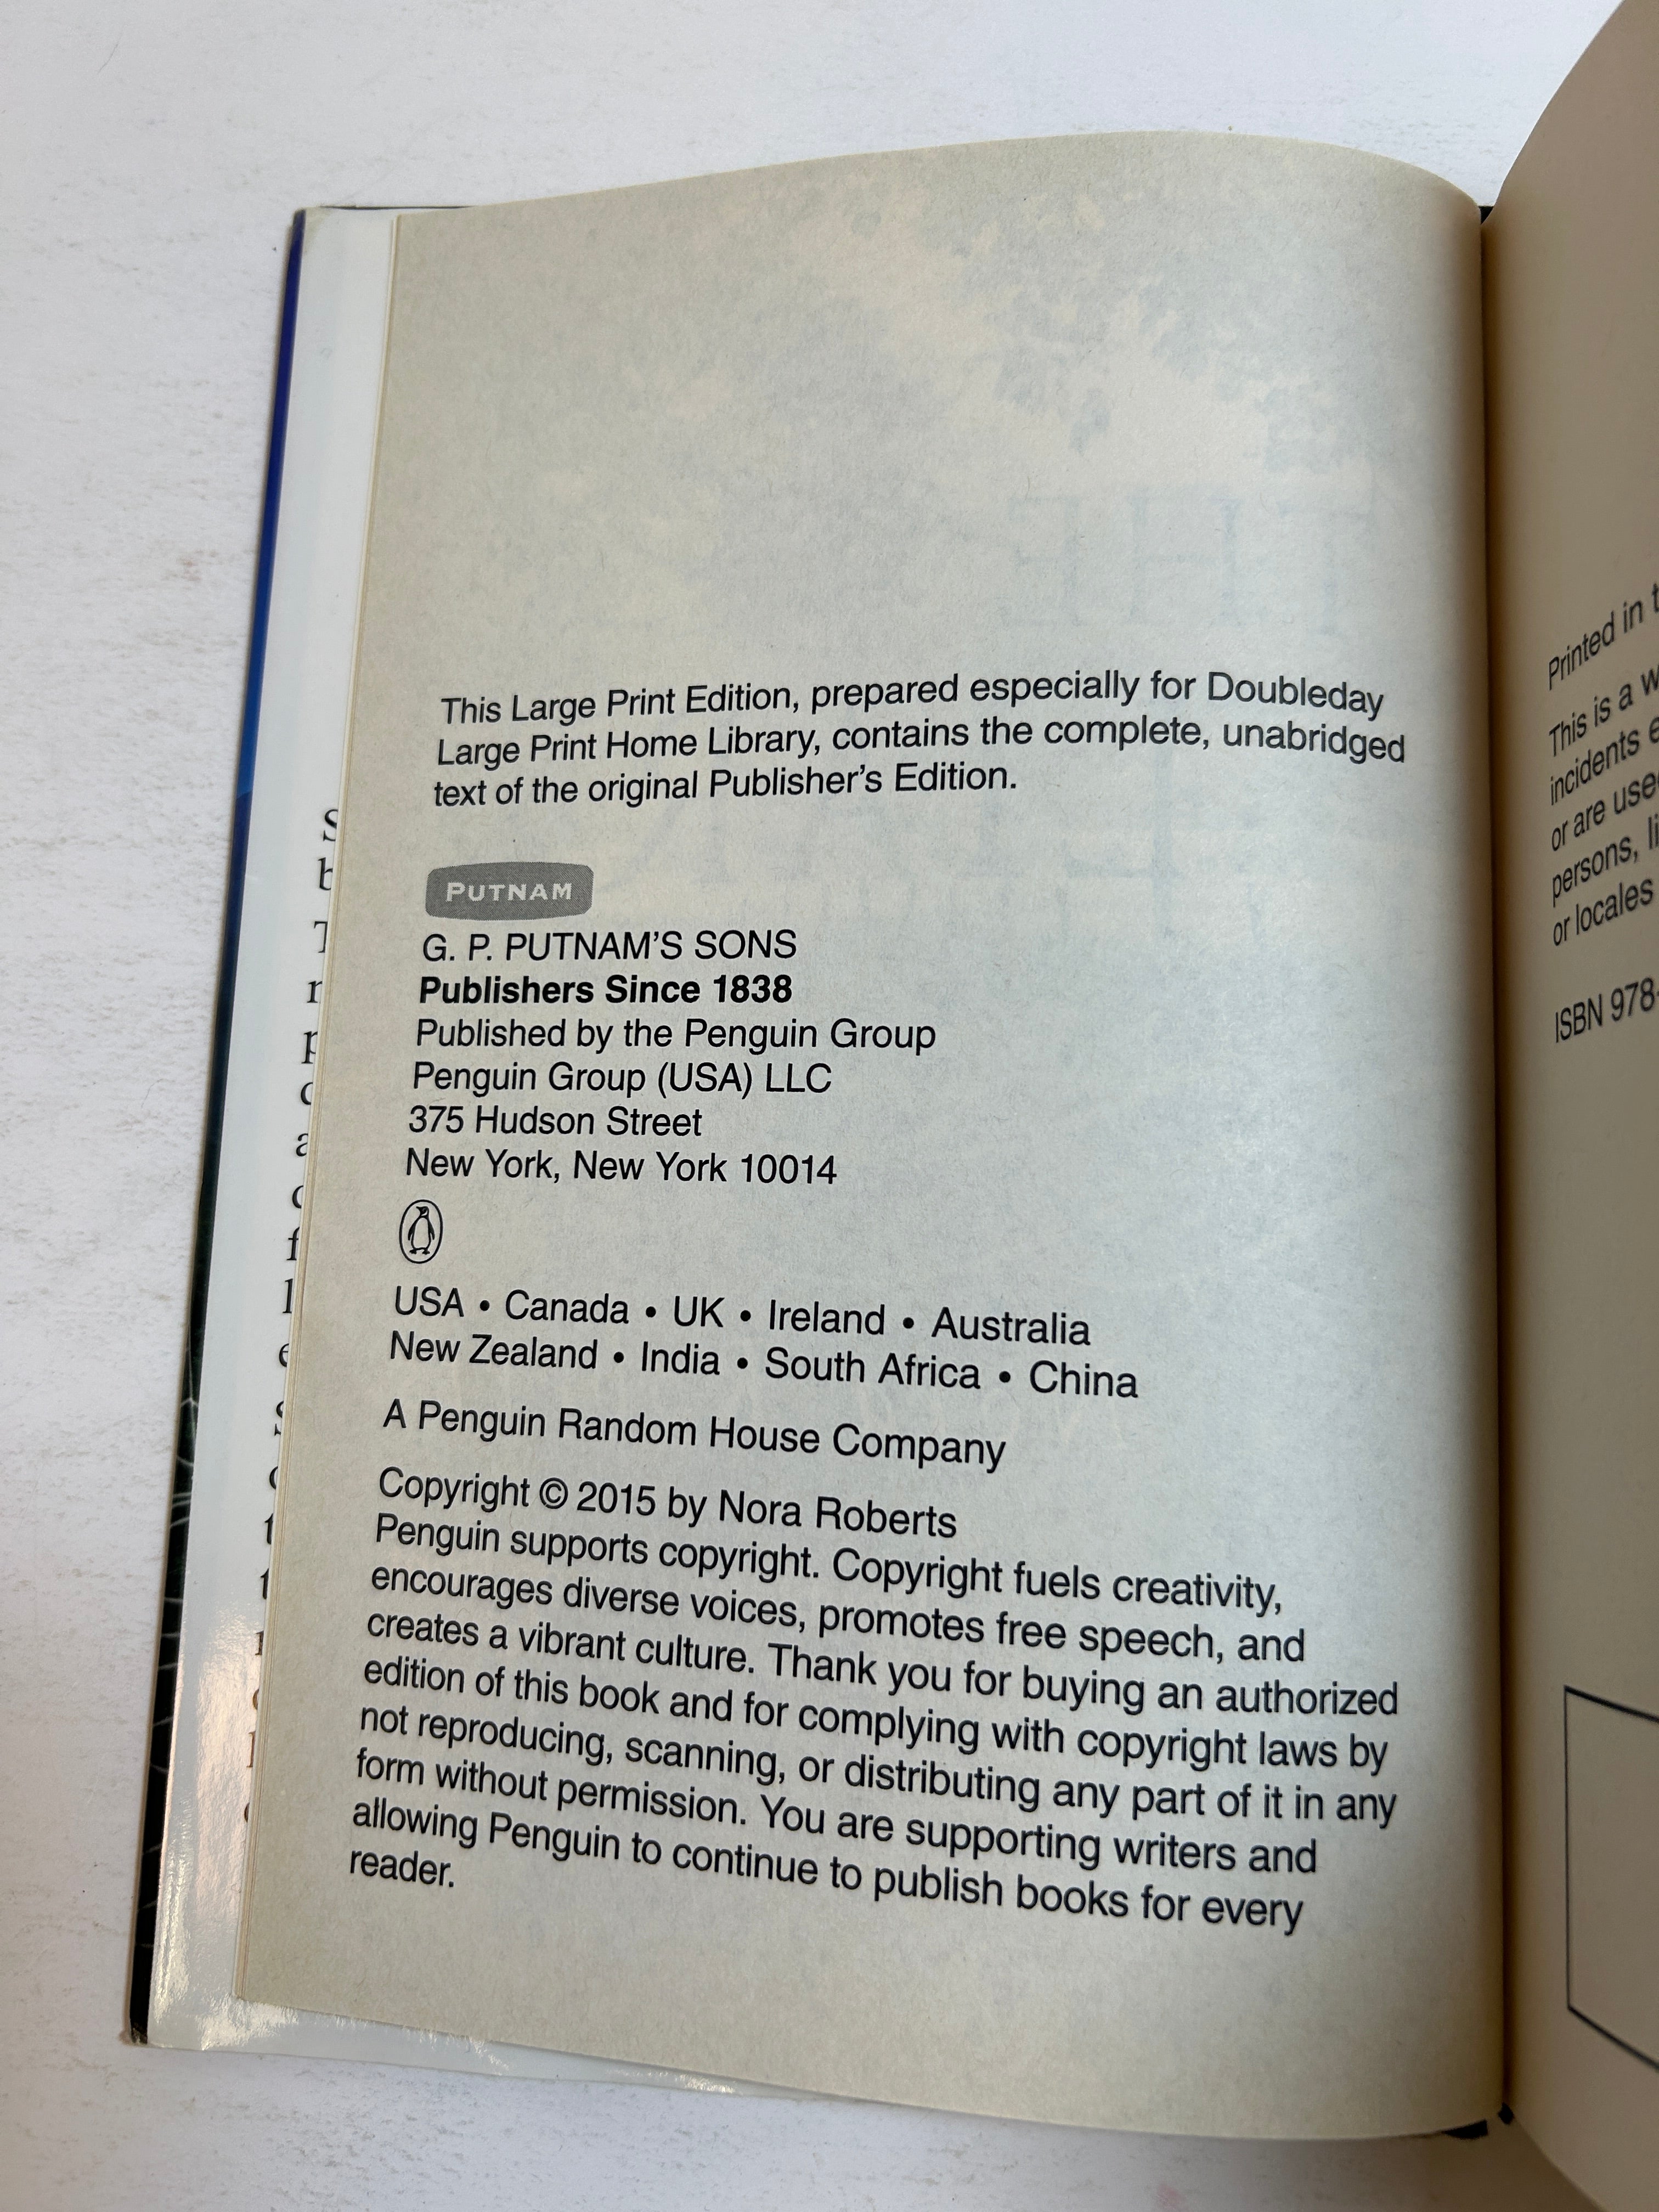 This Large Print Edition, prepared especially for Doubleday
Large Print Home Library, contains the complete, unabridged
text of the original Publisher's Edition.
PUTNAM
G. P. PUTNAM'S SONS
Publishers Since 1838
Published by the Penguin Group
Penguin Group (USA) LLC
375 Hudson Street
New York, New York 10014
USA • Canada • UK • Ireland • Australia
New Zealand • India • South Africa • China
A Penguin Random House Company
Copyright © 2015 by Nora Roberts
Penguin supports copyright. Copyright fuels creativity,
encourages diverse voices, promotes free speech, and
creates a vibrant culture. Thank you for buying an authorized
edition of this book and for complying with copyright laws by
not reproducing, scanning, or distributing any part of it in any
form without permission. You are supporting writers and
allowing Penguin to continue to publish books for every
reader.
Printed in
This is a
incidents
or are
persons,
or locales
ISBN 978-